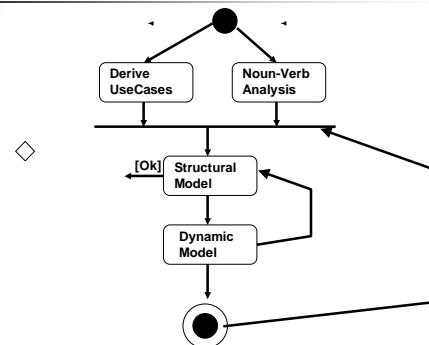 Derive
UseCases
Noun-Verb
Analysis
[Ok]
Structural
Model
Dynamic
Model